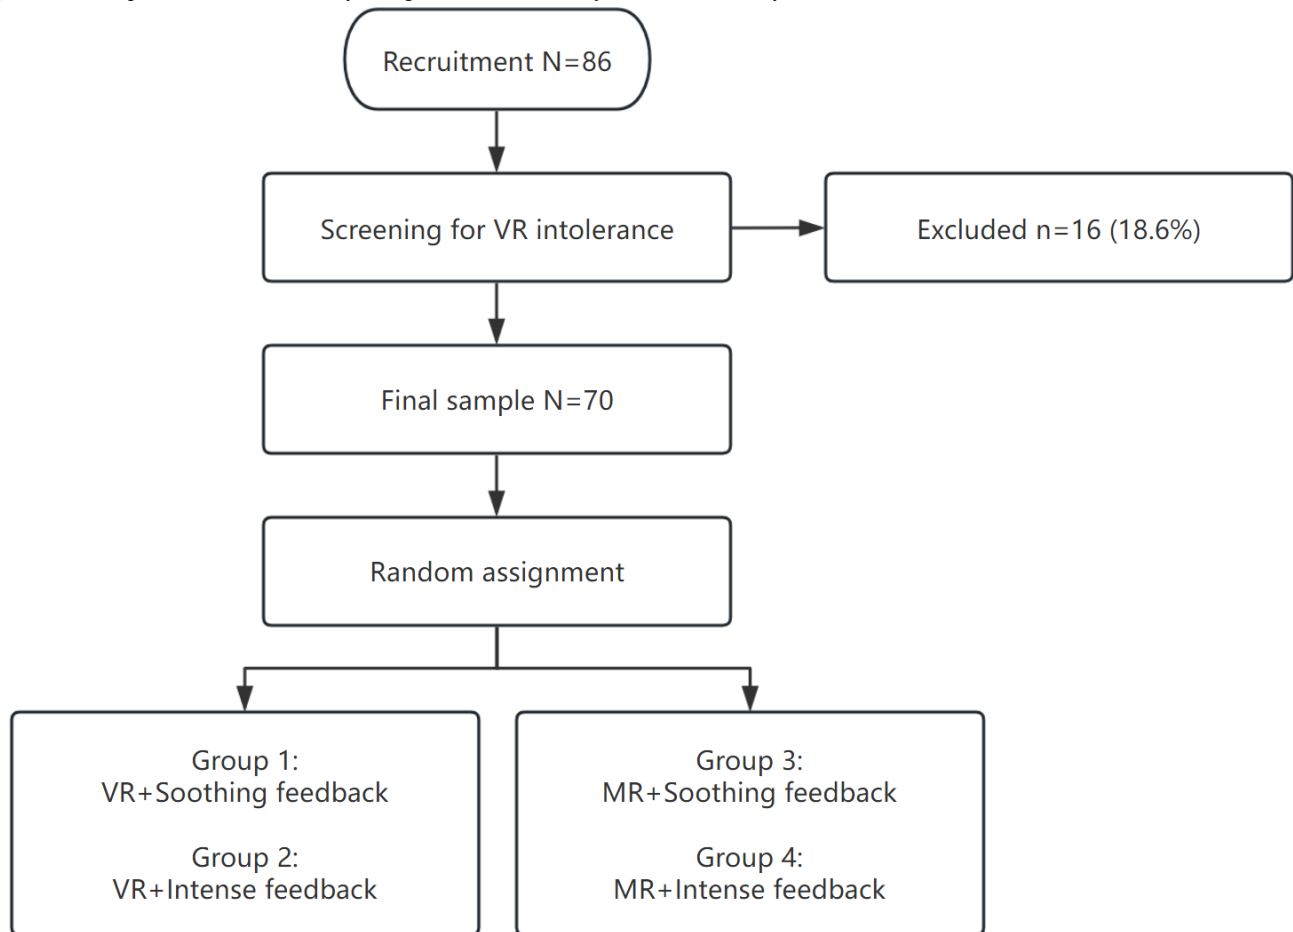 Recruitment N=86
Screening for VR intolerance
Excluded n=16 (18.6%)
Final sample N=70
Random assignment
Group 1:
VR+Soothing feedback
Group 2:
VR+Intense feedback
Group 3:
MR+Soothing feedback
Group 4:
MR+Intense feedback